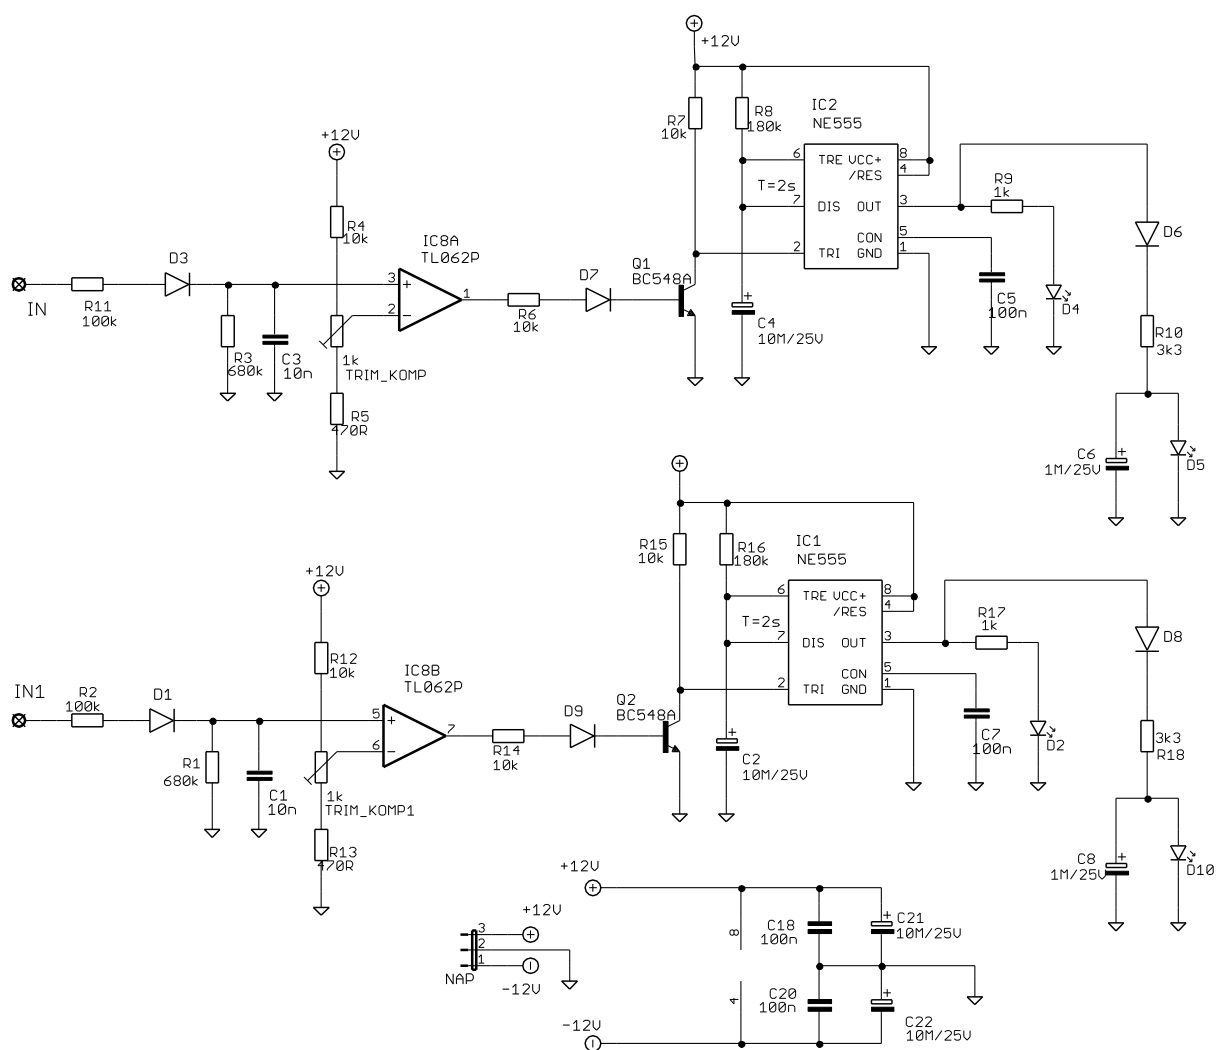 +12V
IC2
NE555
R7
10k
R8
180k
+12V
6
TRE
VCC+
8
/RES
4
T=2s
7
DIS
OUT
3
R9
1k
R4
10k
IC8A
TL062P
CON
5
2
TRI
GND
1
D6
IN
R11
100k
D3
3
+
2
−
1
R6
10k
D7
Q1
BC548A
+
C4
10M/25V
C5
100n
D4
R10
3k3
R3
680k
C3
10n
1k
TRIM_KOMP
R5
470R
C6
1M/25V
+
D5
R15
10k
R16
180k
IC1
NE555
+12V
6
TRE
VCC+
8
/RES
4
T=2s
7
DIS
OUT
3
R17
1k
D8
R12
10k
IC8B
TL062P
CON
5
2
TRI
GND
1
IN1
R2
100k
D1
5
+
6
−
7
R14
10k
D9
Q2
BC548A
+
C2
10M/25V
C7
100n
D2
3k3
R18
R1
680k
C1
10n
1k
TRIM_KOMP1
R13
470R
C8
1M/25V
+
D10
+12V
NAP
3
2
1
+12V
-12V
8
C18
100n
+
C21
10M/25V
4
C20
100n
+
C22
10M/25V
-12V